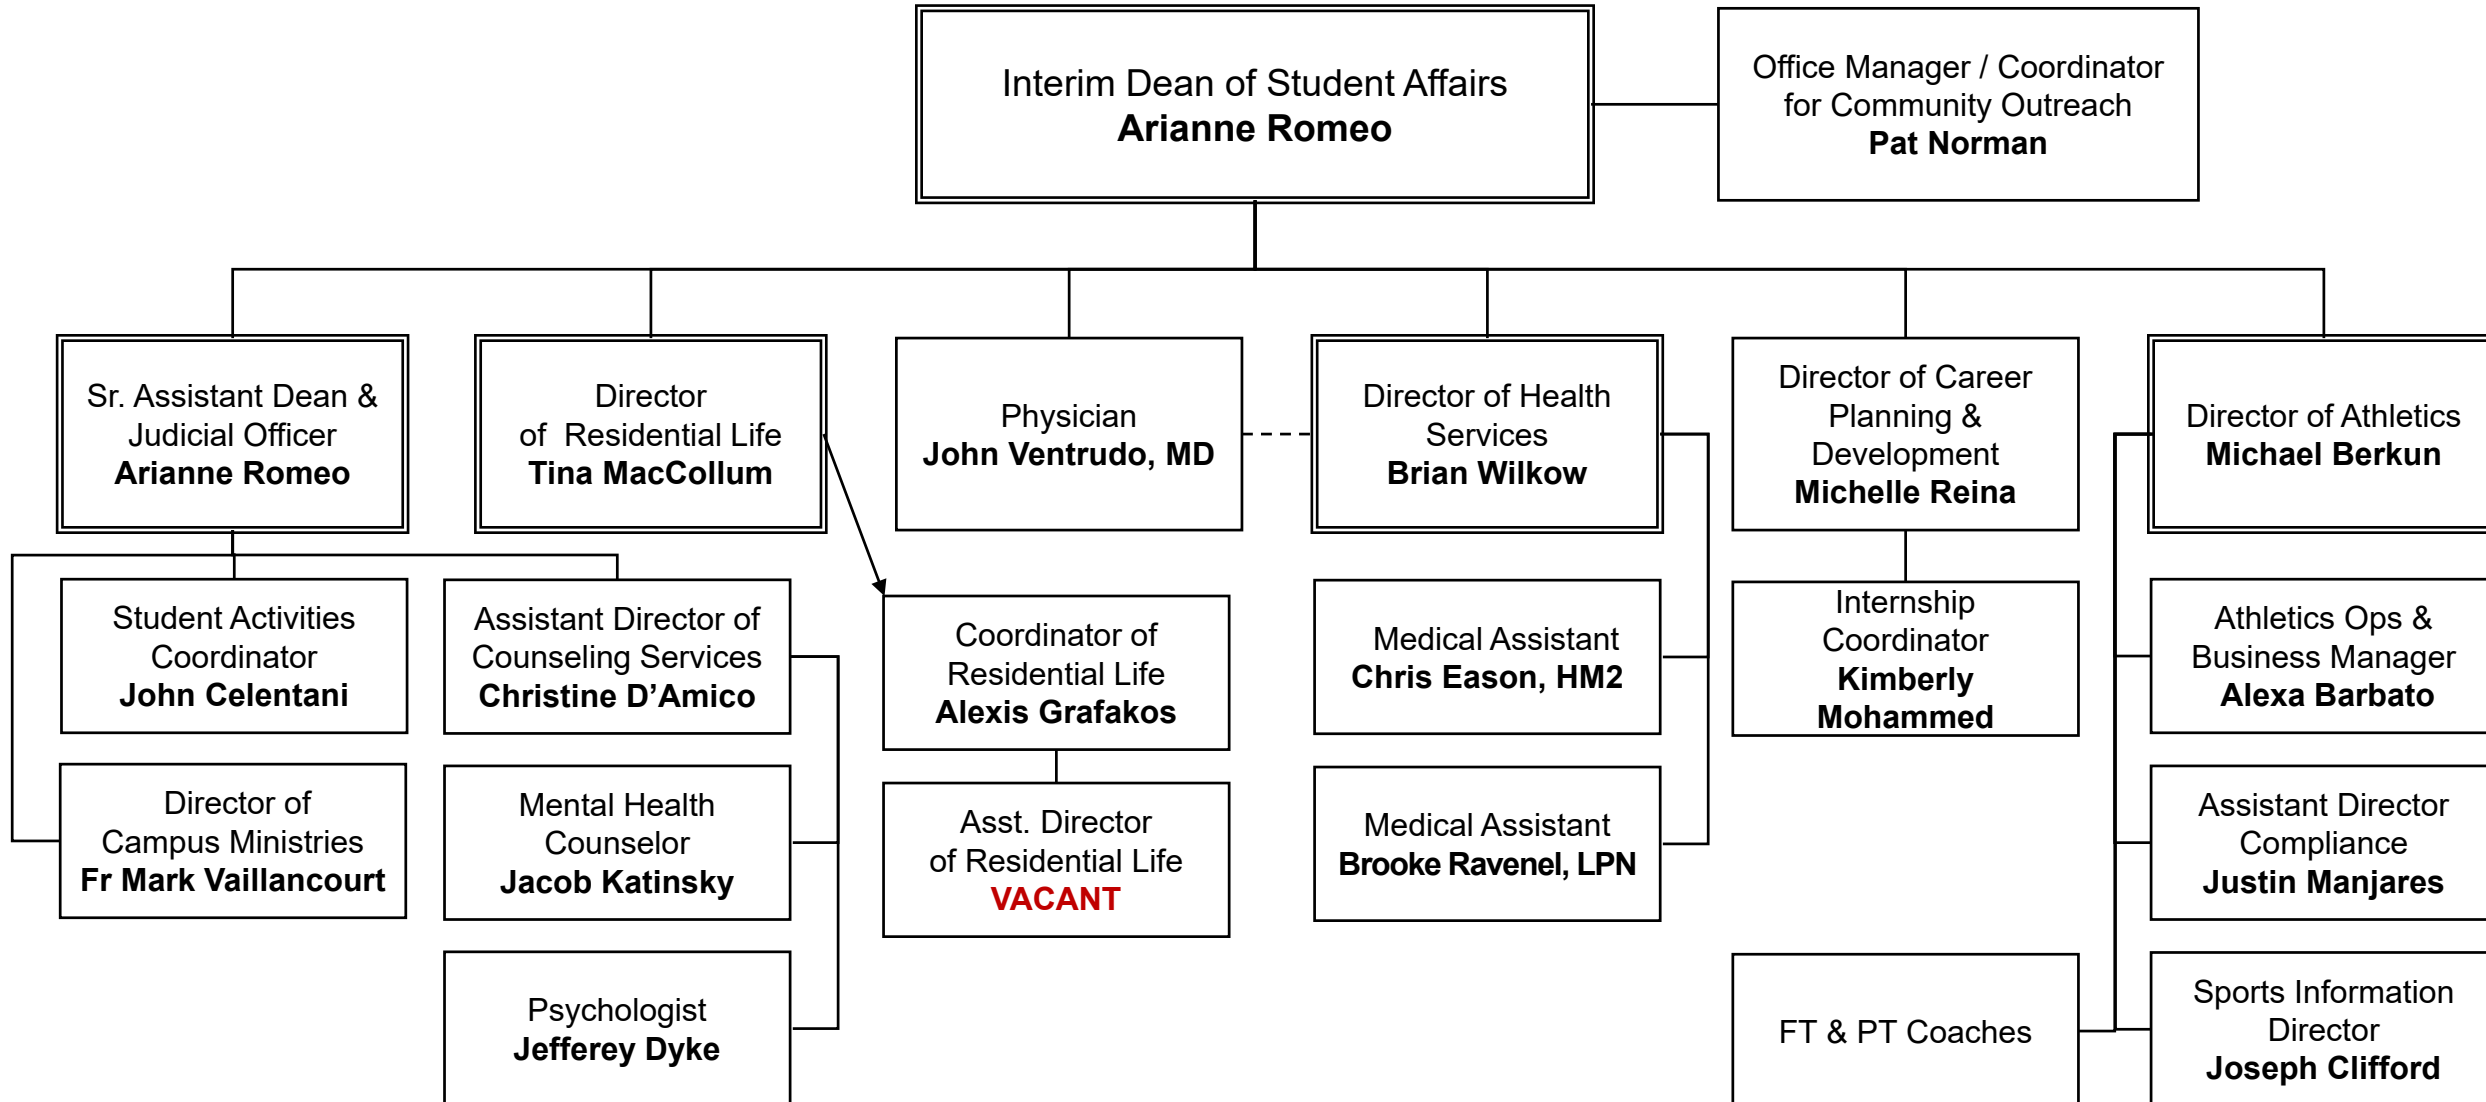 Interim Dean of Student Affairs
Arianne Romeo
Office Manager / Coordinator
for Community Outreach
Pat Norman
Sr. Assistant Dean &
Judicial Officer
Arianne Romeo
Director
of Residential Life
Tina MacCollum
Physician
John Ventrudo, MD
Director of Health
Services
Brian Wilkow
Director of Career
Planning &
Development
Michelle Reina
Director of Athletics
Michael Berkun
Student Activities
Coordinator
John Celentani
Assistant Director of
Counseling Services
Christine D’Amico
Coordinator of
Residential Life
Alexis Grafakos
Medical Assistant
Chris Eason, HM2
Internship
Coordinator
Kimberly
Mohammed
Athletics Ops &
Business Manager
Alexa Barbato
Director of
Campus Ministries
Fr Mark Vaillancourt
Mental Health
Counselor
Jacob Katinsky
Asst. Director
of Residential Life
VACANT
Medical Assistant
Brooke Ravenel, LPN
Assistant Director
Compliance
Justin Manjares
Psychologist
Jefferey Dyke
FT & PT Coaches
Sports Information
Director
Joseph Clifford